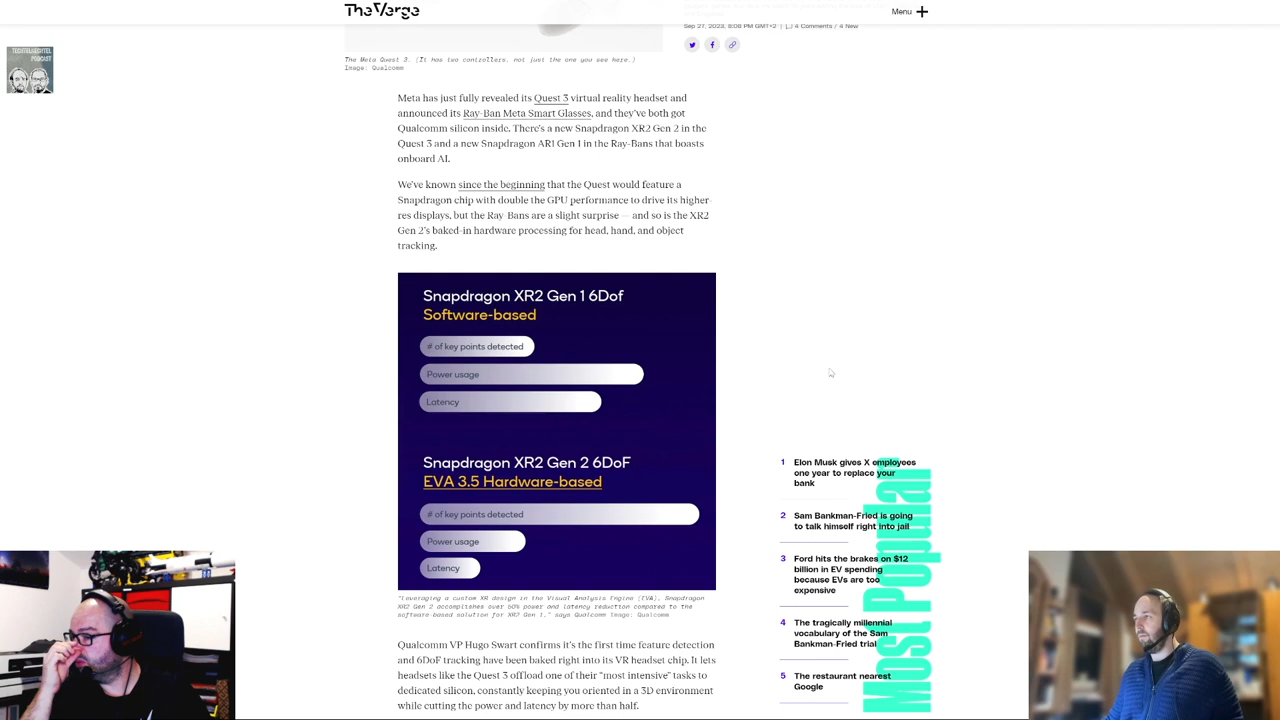 The Verge
Menu
TECHTELMECHTEL
PODCAST
Sep 27, 2023, 8:08 PM GMT+2 | 4 Comments / 4 New
The Meta Quest 3. (It has two controllers, not just the one you see here.)
Image: Qualcomm
Meta has just fully revealed its Quest 3 virtual reality headset and
announced its Ray-Ban Meta Smart Glasses, and they've both got
Qualcomm silicon inside. There's a new Snapdragon XR2 Gen 2 in the
Quest 3 and a new Snapdragon AR1 Gen 1 in the Ray-Bans that boasts
onboard AI.
We've known since the beginning that the Quest would feature a
Snapdragon chip with double the GPU performance to drive its higher-
res displays, but the Ray-Bans are a slight surprise — and so is the XR2
Gen 2's baked-in hardware processing for head, hand, and object
tracking.
Snapdragon XR2 Gen 1 6Dof
Software-based
# of key points detected
Power usage
Latency
Snapdragon XR2 Gen 2 6DoF
EVA 3.5 Hardware-based
# of key points detected
Power usage
Latency
"Leveraging a custom XR design in the Visual Analysis Engine (EVA), Snapdragon
XR2 Gen 2 accomplishes over 50% power and latency reduction compared to the
software-based solution for XR2 Gen 1," says Qualcomm Image: Qualcomm
Qualcomm VP Hugo Swart confirms it's the first time feature detection
and 6DoF tracking have been baked right into its VR headset chip. It lets
headsets like the Quest 3 offload one of their "most intensive" tasks to
dedicated silicon, constantly keeping you oriented in a 3D environment
while cutting the power and latency by more than half.
Most Popular
1 Elon Musk gives X employees
one year to replace your
bank
2 Sam Bankman-Fried is going
to talk himself right into jail
3 Ford hits the brakes on $12
billion in EV spending
because EVs are too
expensive
4 The tragically millennial
vocabulary of the Sam
Bankman-Fried trial
5 The restaurant nearest
Google